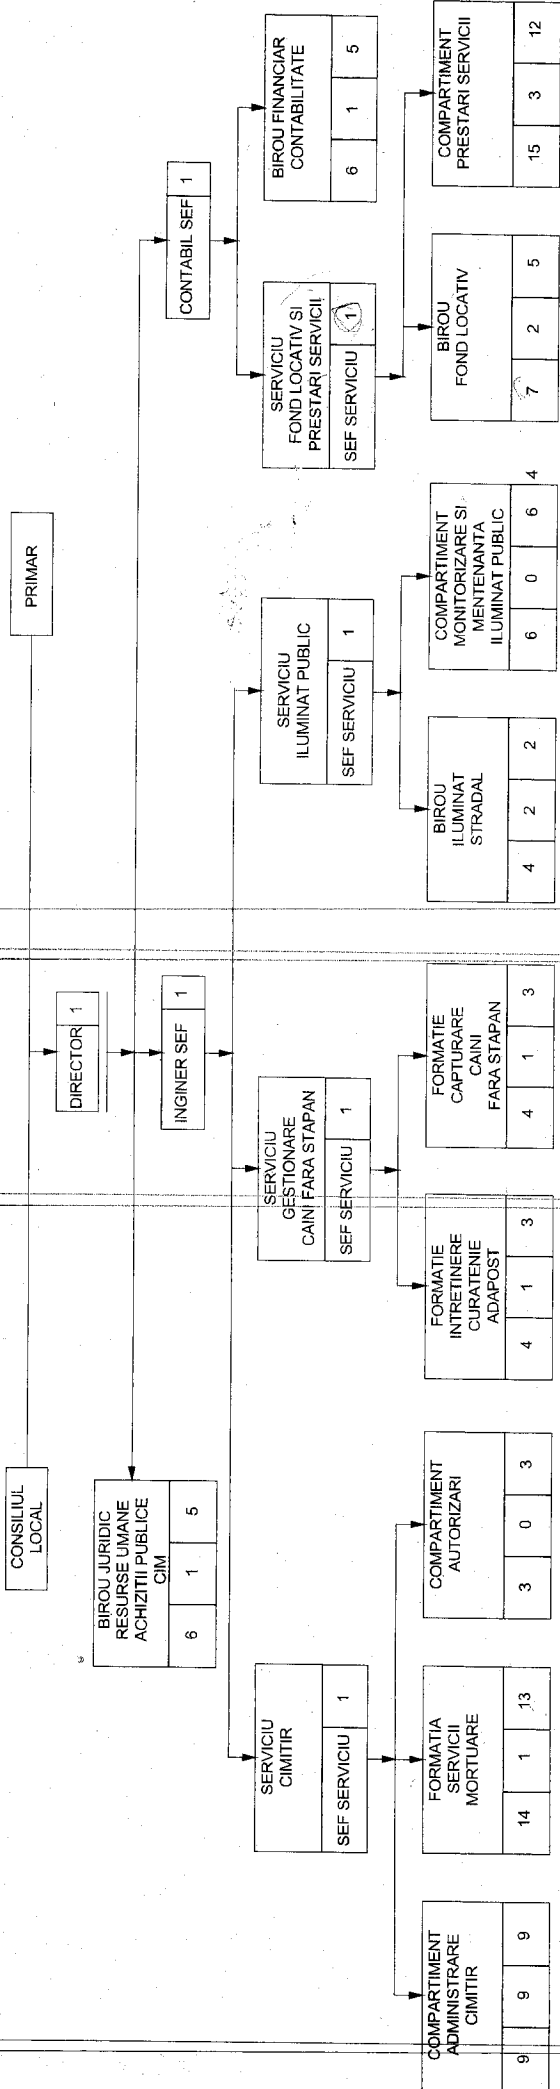 CONSILIUL
LOCAL
PRIMAR
DIRECTOR 1
BIROU JURIDIC
RESURSE UMANE
ACHIZITII PUBLICE
CIM
6 1 5
INGINER SEF 1
CONTABIL SEF 1
SERVICIU
CIMITIR
SEF SERVICIU 1
SERVICIU
GESTIONARE
CAINI FARA STAPAN
SEF SERVICIU 1
SERVICIU
ILUMINAT PUBLIC
SEF SERVICIU 1
SERVICIU
FOND LOCATIV SI
PRESTARI SERVICII
SEF SERVICIU 1
BIROU FINANCIAR
CONTABILITATE
6 1 5
COMPARTIMENT
ADMINISTRARE
CIMITIR
9 9 9
FORMATIA
SERVICII
MORTUARE
14 1 13
COMPARTIMENT
AUTORIZARI
3 0 3
FORMATIE
INTRETINERE
CURATENIE
ADAPOST
4 1 3
FORMATIE
CAPTURARE
CAINI
FARA STAPAN
4 1 3
BIROU
ILUMINAT
STRADAL
4 2 2
COMPARTIMENT
MONITORIZARE SI
MENTENANTA
ILUMINAT PUBLIC
6 0 6
4
BIROU
FOND LOCATIV
7 2 5
COMPARTIMENT
PRESTARI SERVICII
15 3 12